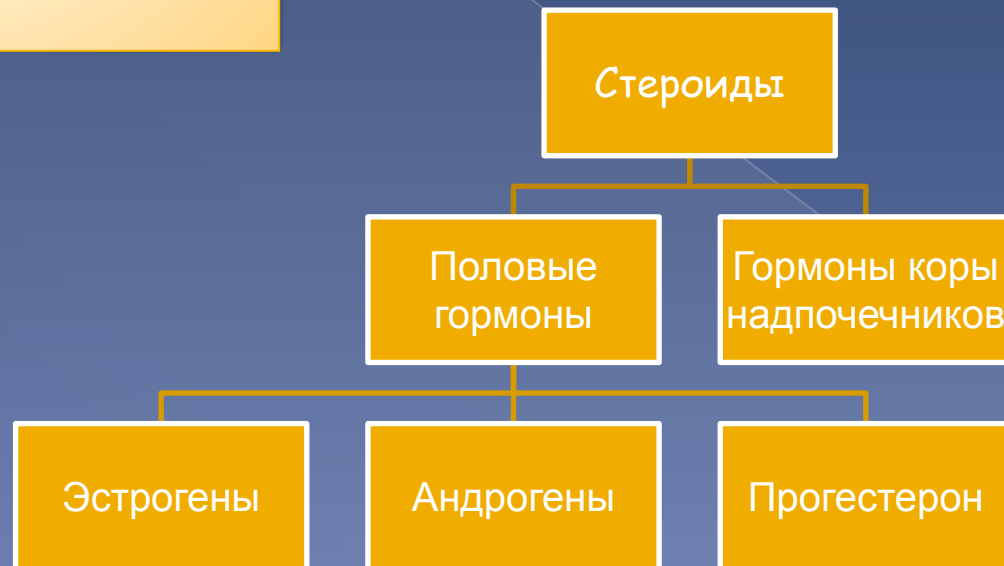 Стероиды
Половые
гормоны
Гормоны коры
надпочечников
Эстрогены
Андрогены
Прогестерон